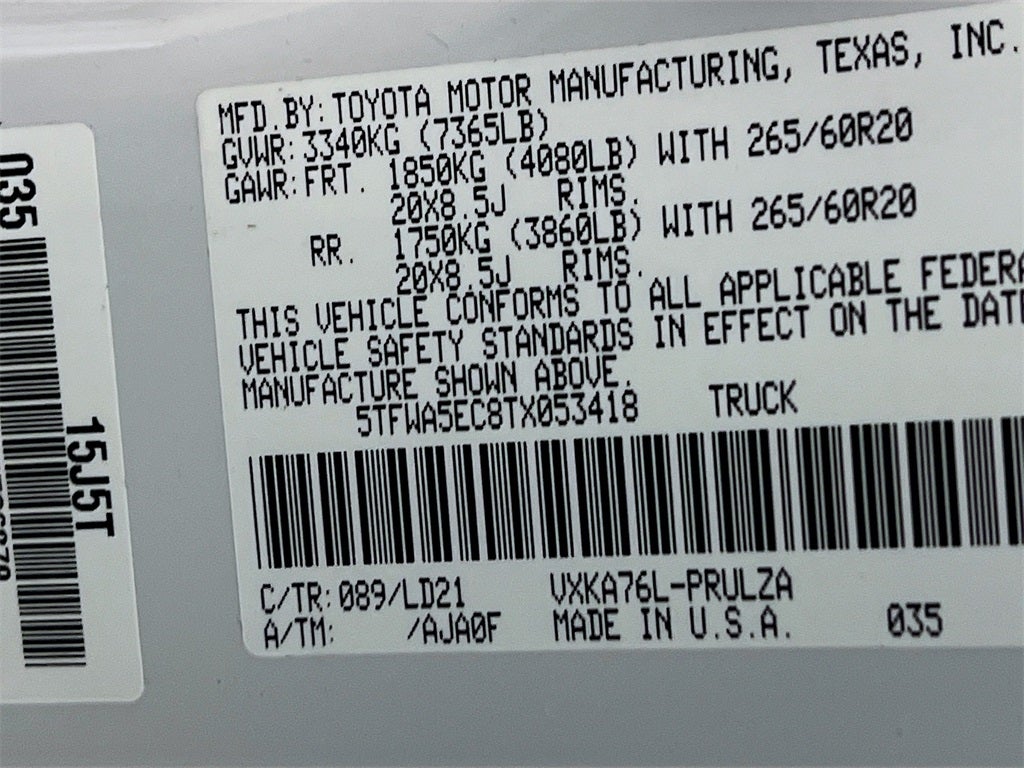 MFD.BY:TOYOTA MOTOR MANUFACTURING, TEXAS, INC.
GVWR:3340KG (7365LB)
GAWR:FRT. 1850KG (4080LB) WITH 265/60R20
20X8.5J RIMS.
RR. 1750KG (3860LB) WITH 265/60R20
20X8.5J RIMS.
THIS VEHICLE CONFORMS TO ALL APPLICABLE FEDERA
VEHICLE SAFETY STANDARDS IN EFFECT ON THE DAT
MANUFACTURE SHOWN ABOVE.
5TFWA5EC8TX053418 TRUCK
C/TR:089/LD21 VXKA76L-PRULZA
A/TM: /AJA0F MADE IN U.S.A. 035
035
15J5T